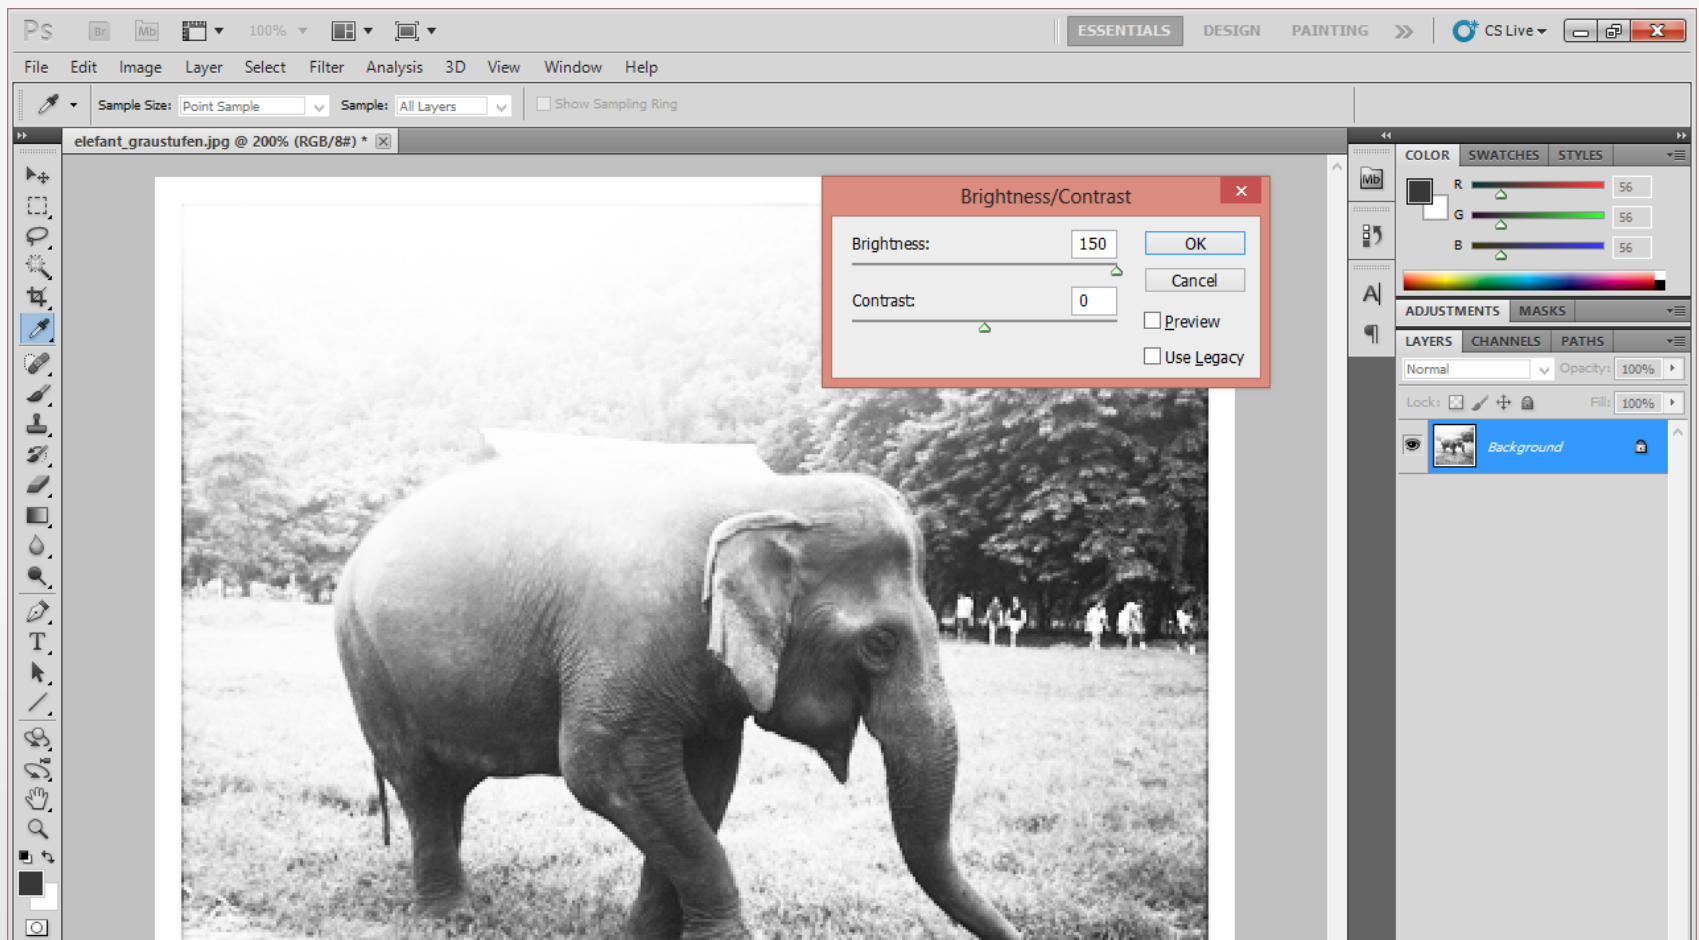 Ps Br Mb 100% ESSENTIALS DESIGN PAINTING CS Live
File Edit Image Layer Select Filter Analysis 3D View Window Help
Sample Size: Point Sample Sample: All Layers Show Sampling Ring
elefant_graustufen.jpg @ 200% (RGB/8#) *
Brightness/Contrast
Brightness: 150 OK
Cancel
Contrast: 0
Preview
Use Legacy
Mb
A
T
COLOR SWATCHES STYLES
R 56
G 56
B 56
ADJUSTMENTS MASKS
LAYERS CHANNELS PATHS
Normal Opacity: 100%
Lock: Fill: 100%
Background